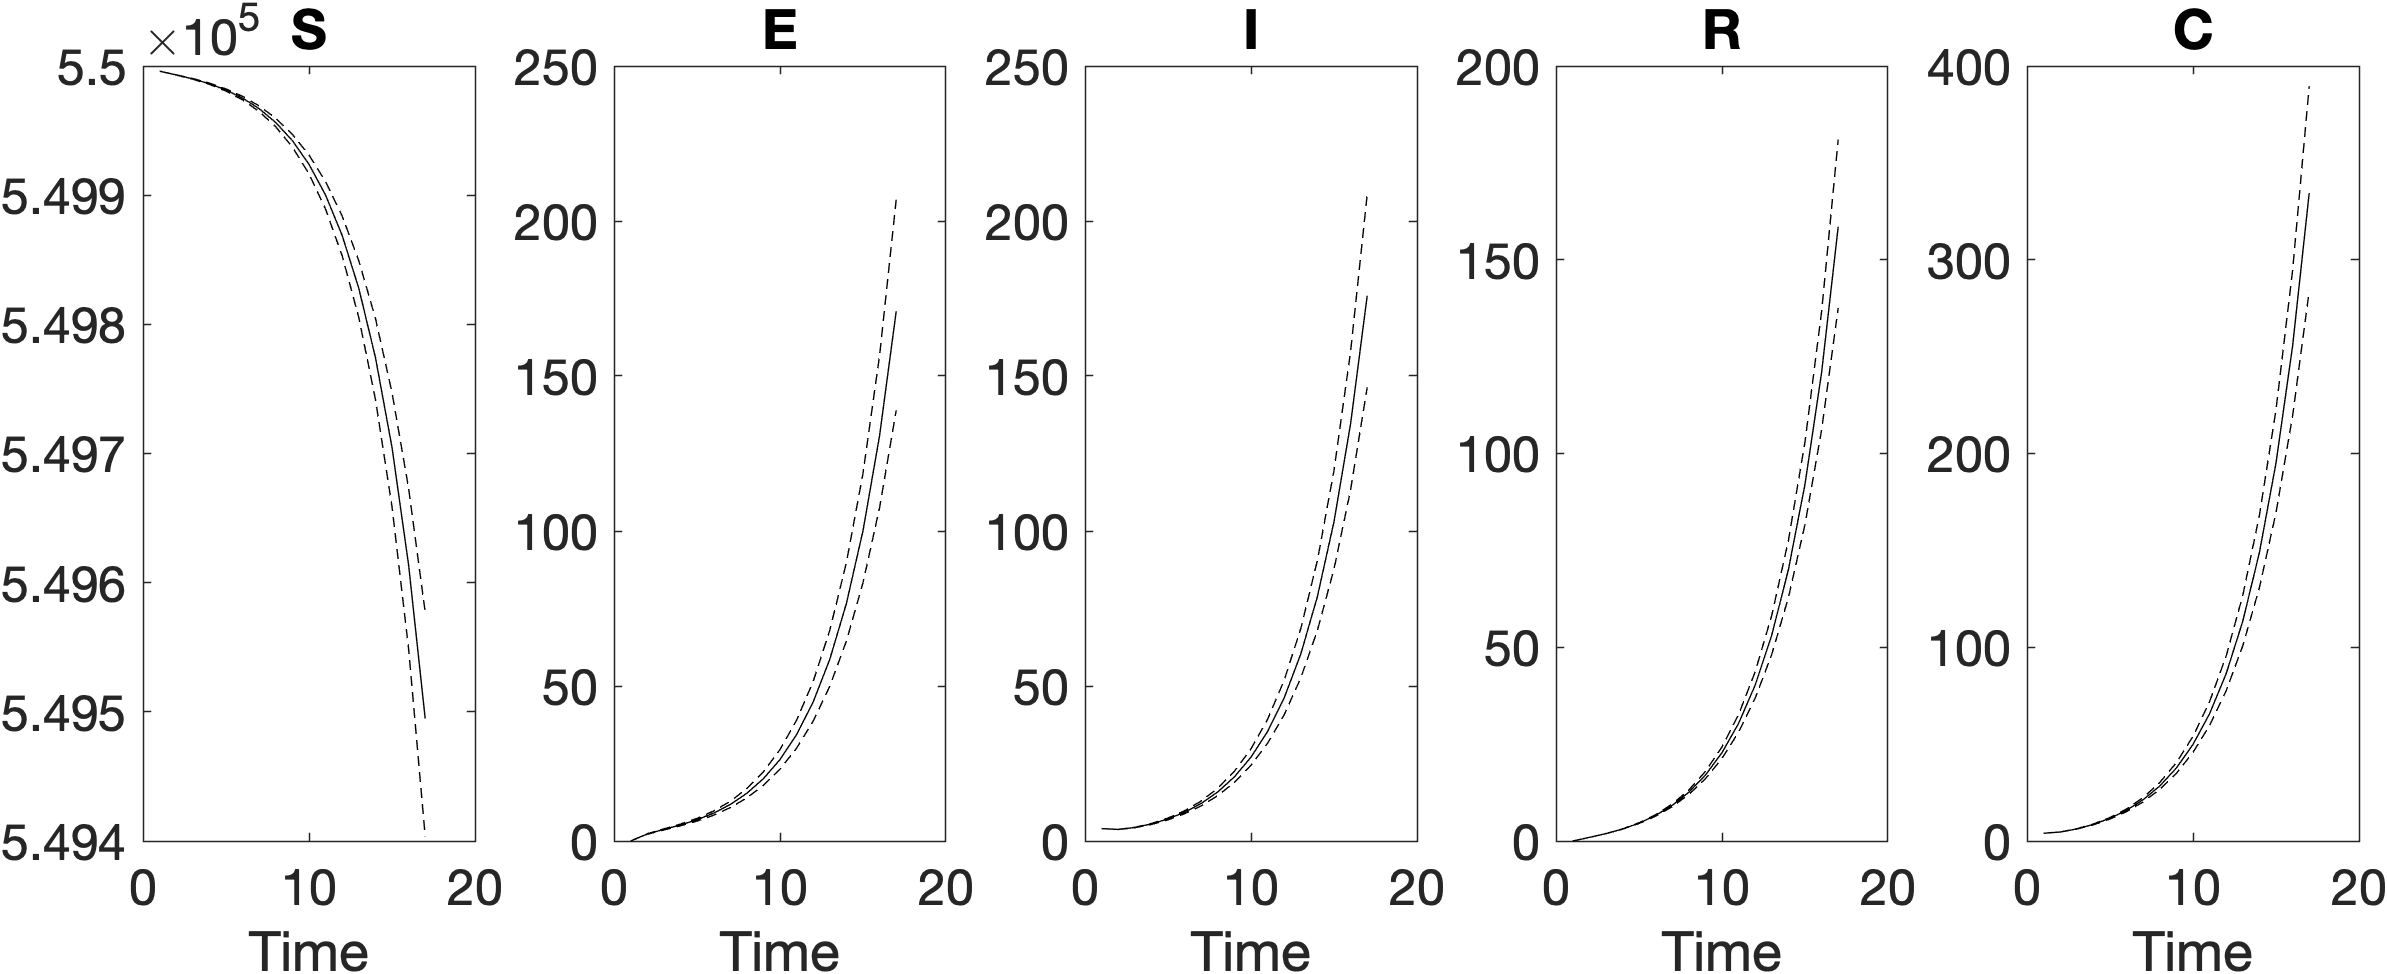 ×10^5 S E I R C
5.5 250 250 200 400
5.499 200 200 150 300
5.498 150 150 100 200
5.497 100 100 50 100
5.496 50 50
5.495
5.494 0 0 0 0
0 10 20 0 10 20 0 10 20 0 10 20 0 10 20
Time Time Time Time Time